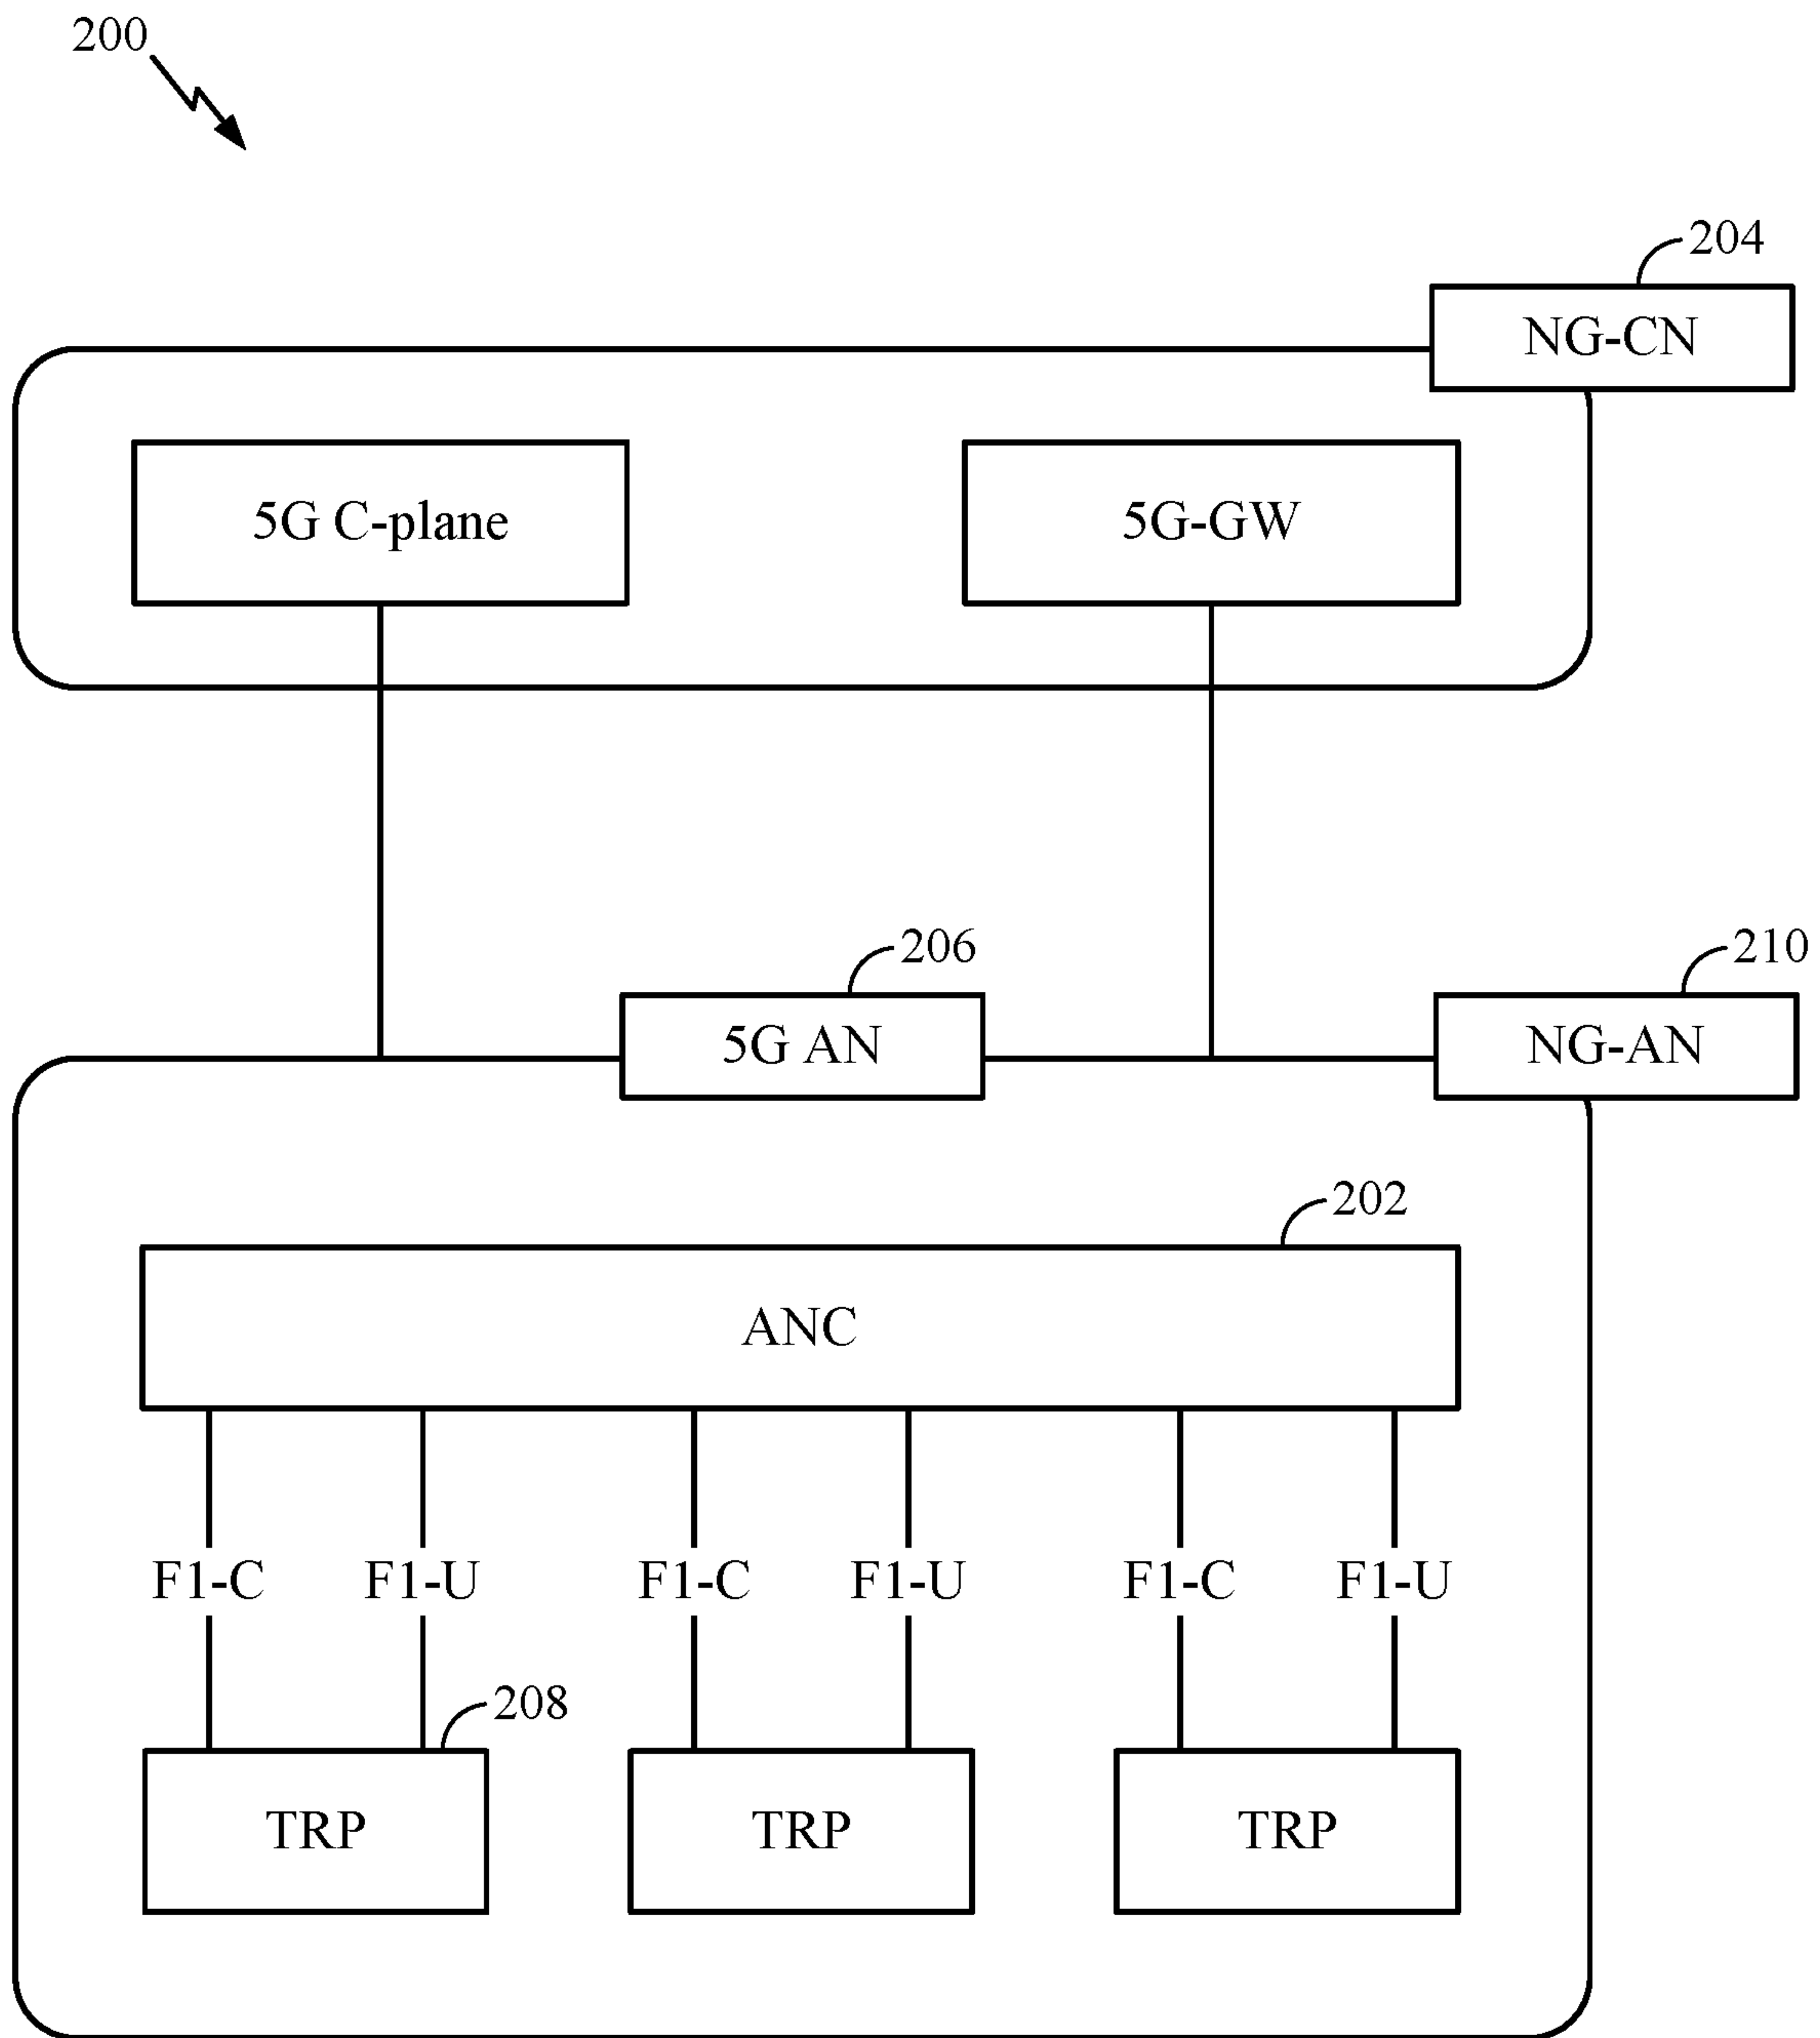 200
204
NG-CN
5G C-plane
5G-GW
206
210
5G AN
NG-AN
202
ANC
F1-C
F1-U
F1-C
F1-U
F1-C
F1-U
208
TRP
TRP
TRP